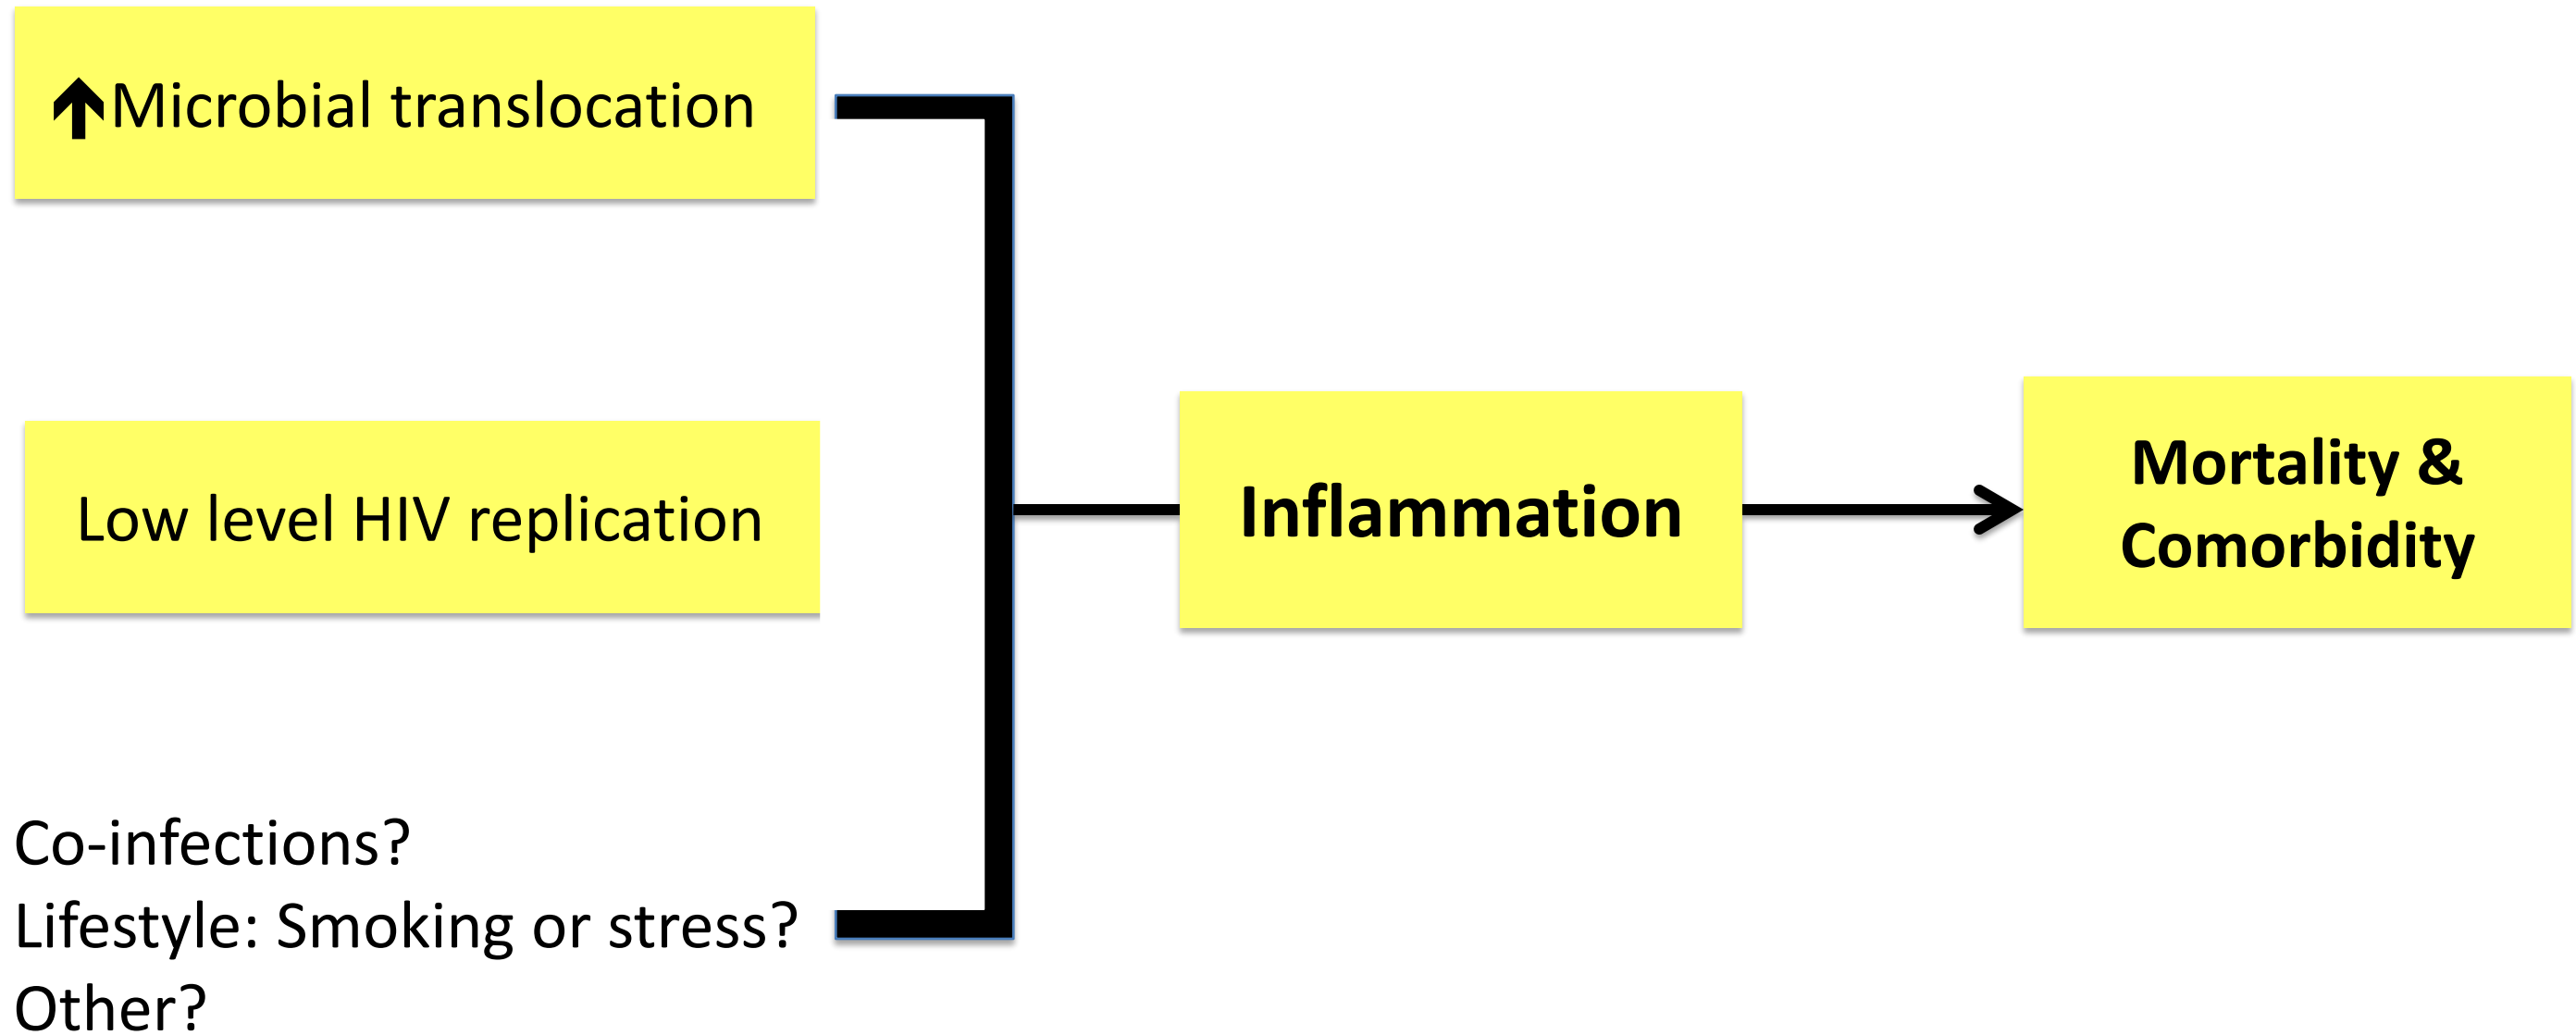 ↑Microbial translocation
Low level HIV replication
Co-infections?
Lifestyle: Smoking or stress?
Other?
Inflammation
Mortality &
Comorbidity